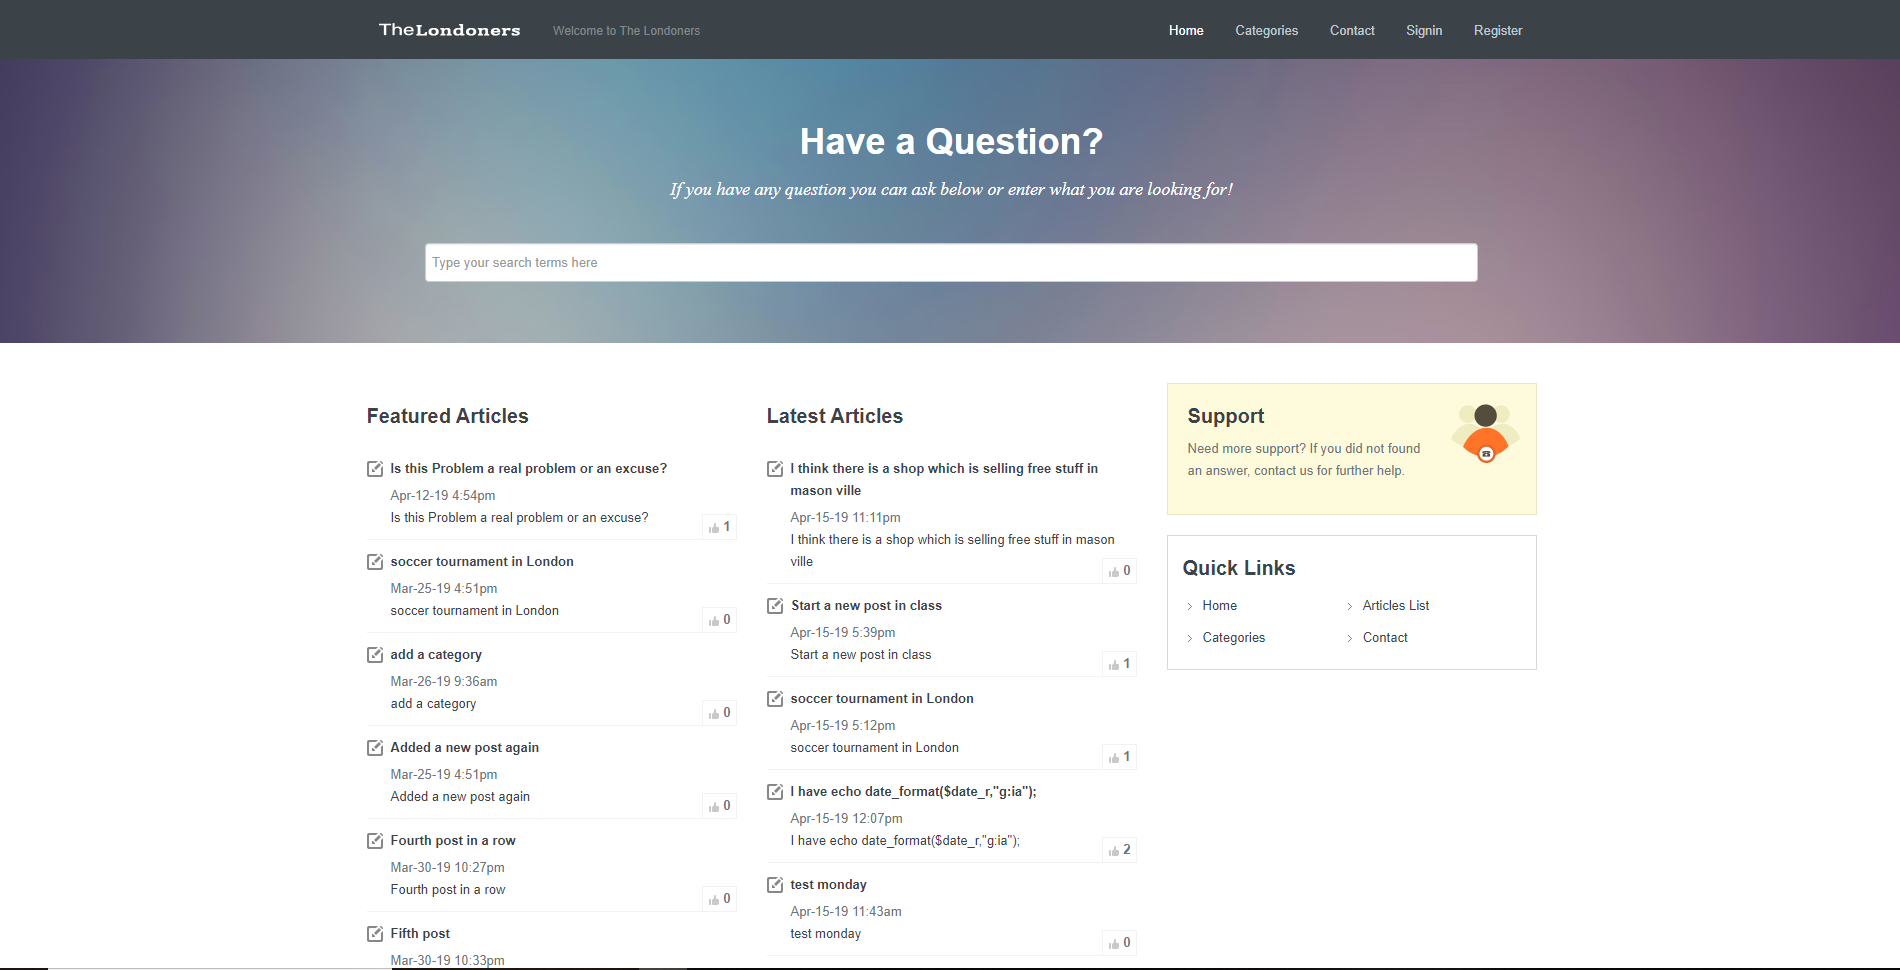 TheLondoners
Welcome to The Londoners
Home
Categories
Contact
Signin
Register
Have a Question?
If you have any question you can ask below or enter what you are looking for!
Type your search terms here
Featured Articles
Is this Problem a real problem or an excuse?
Apr-12-19 4:54pm
Is this Problem a real problem or an excuse?
1
soccer tournament in London
Mar-25-19 4:51pm
soccer tournament in London
0
add a category
Mar-26-19 9:36am
add a category
0
Added a new post again
Mar-25-19 4:51pm
Added a new post again
0
Fourth post in a row
Mar-30-19 10:27pm
Fourth post in a row
0
Fifth post
Mar-30-19 10:33pm
Latest Articles
I think there is a shop which is selling free stuff in
mason ville
Apr-15-19 11:11pm
I think there is a shop which is selling free stuff in mason
ville
0
Start a new post in class
Apr-15-19 5:39pm
Start a new post in class
1
soccer tournament in London
Apr-15-19 5:12pm
soccer tournament in London
1
I have echo date_format($date_r,"g:ia");
Apr-15-19 12:07pm
I have echo date_format($date_r,"g:ia");
2
test monday
Apr-15-19 11:43am
test monday
0
Support
Need more support? If you did not found
an answer, contact us for further help.
Quick Links
Home
Articles List
Categories
Contact